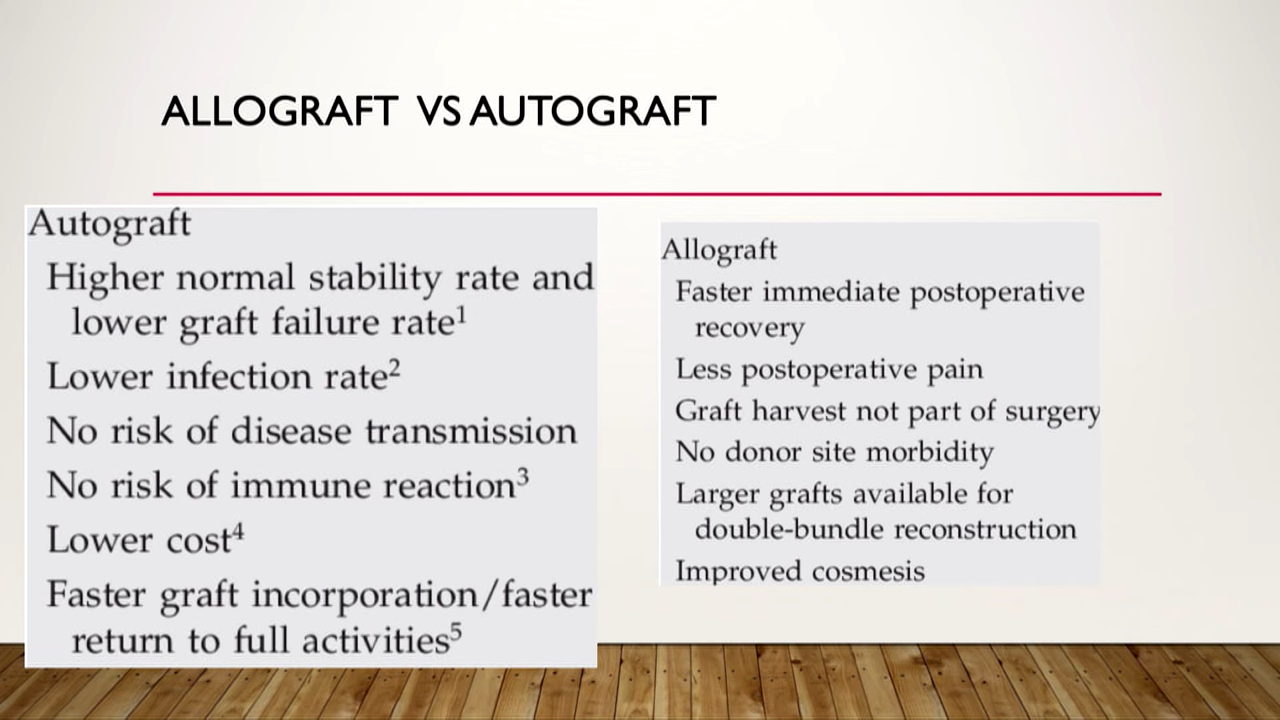 ALLOGRAFT VS AUTOGRAFT
Autograft
Higher normal stability rate and
lower graft failure rate¹
Lower infection rate²
No risk of disease transmission
No risk of immune reaction³
Lower cost⁴
Faster graft incorporation/faster
return to full activities⁵
Allograft
Faster immediate postoperative
recovery
Less postoperative pain
Graft harvest not part of surgery
No donor site morbidity
Larger grafts available for
double-bundle reconstruction
Improved cosmesis